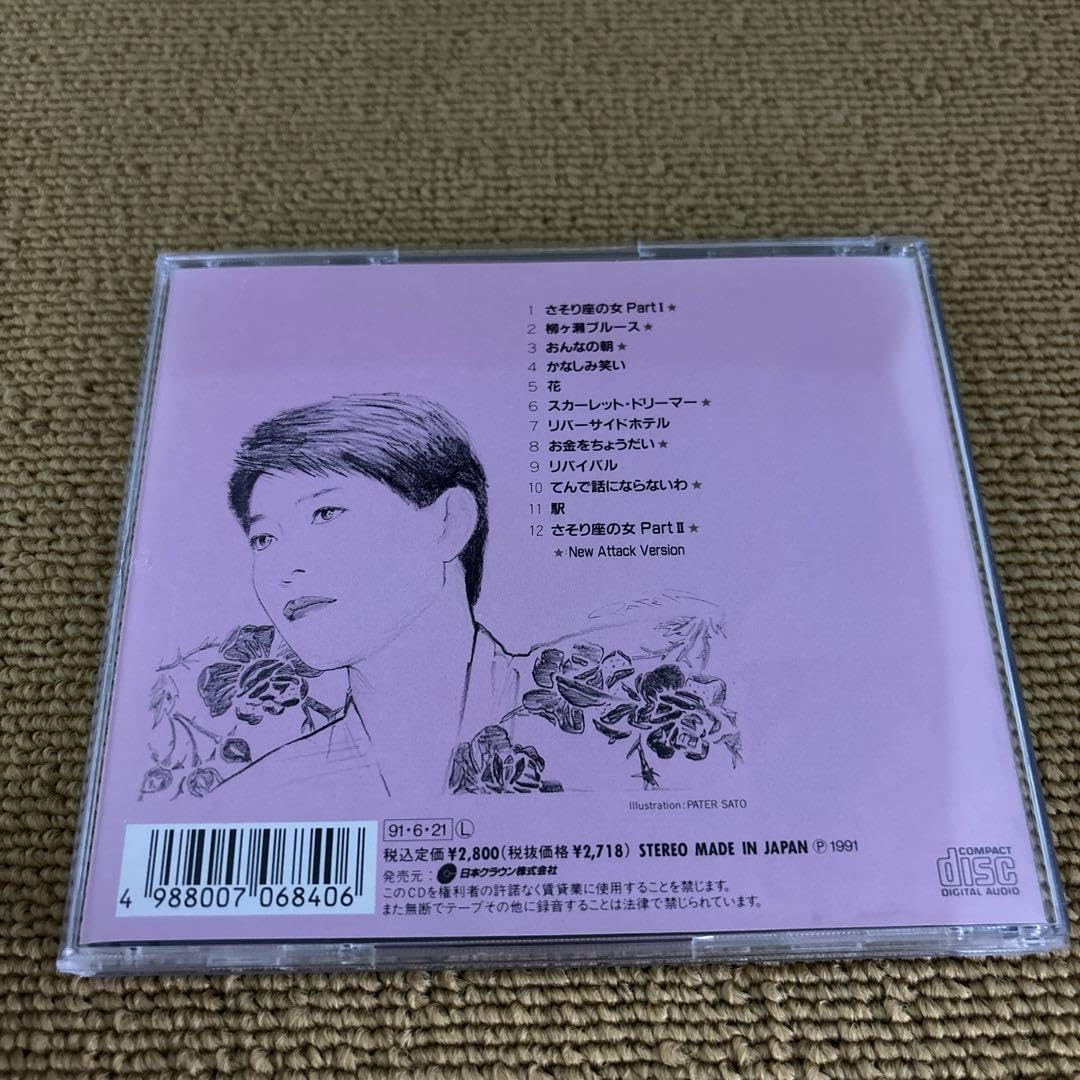 1 さそり座の女 Part I ★
2 柳ヶ瀬ブルース ★
3 おんなの朝 ★
4 かなしみ笑い
5 花
6 スカーレット・ドリーマー ★
7 リバーサイドホテル
8 お金をちょうだい ★
9 リバイバル
10 てんで話にならないわ ★
11 駅
12 さそり座の女 Part II ★
★:New Attack Version
Illustration:PATER SATO
91・6・21 Ⓛ
税込定価¥2,800(税抜価格¥2,718) STEREO MADE IN JAPAN Ⓟ1991
発売元: 日本クラウン株式会社
このCDを権利者の許諾なく賃貸業に使用することを禁じます。
また無断でテープその他に録音することは法律で禁じられています。
4 988007 068406
COMPACT
disc
DIGITAL AUDIO